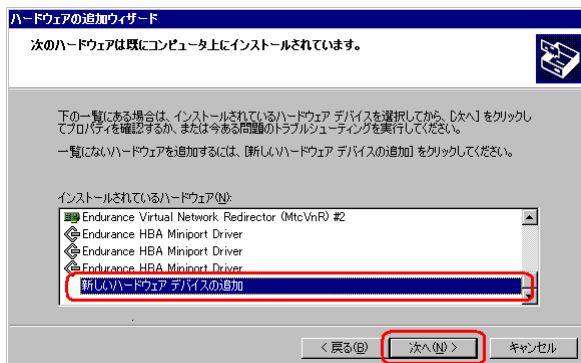 ハードウェアの追加ウィザード
次のハードウェアは既にコンピュータ上にインストールされています。
下の一覧にある場合は、インストールされているハードウェア デバイスを選択してから、[次へ] をクリックし
てプロパティを確認するか、または今ある問題のトラブルシューティングを実行してください。
一覧にないハードウェアを追加するには、[新しいハードウェア デバイスの追加] をクリックしてください。
インストールされているハードウェア(N):
Endurance Virtual Network Redirector (MtcVnR) #2
Endurance HBA Miniport Driver
Endurance HBA Miniport Driver
Endurance HBA Miniport Driver
新しいハードウェア デバイスの追加
< 戻る(B)
次へ(N) >
キャンセル